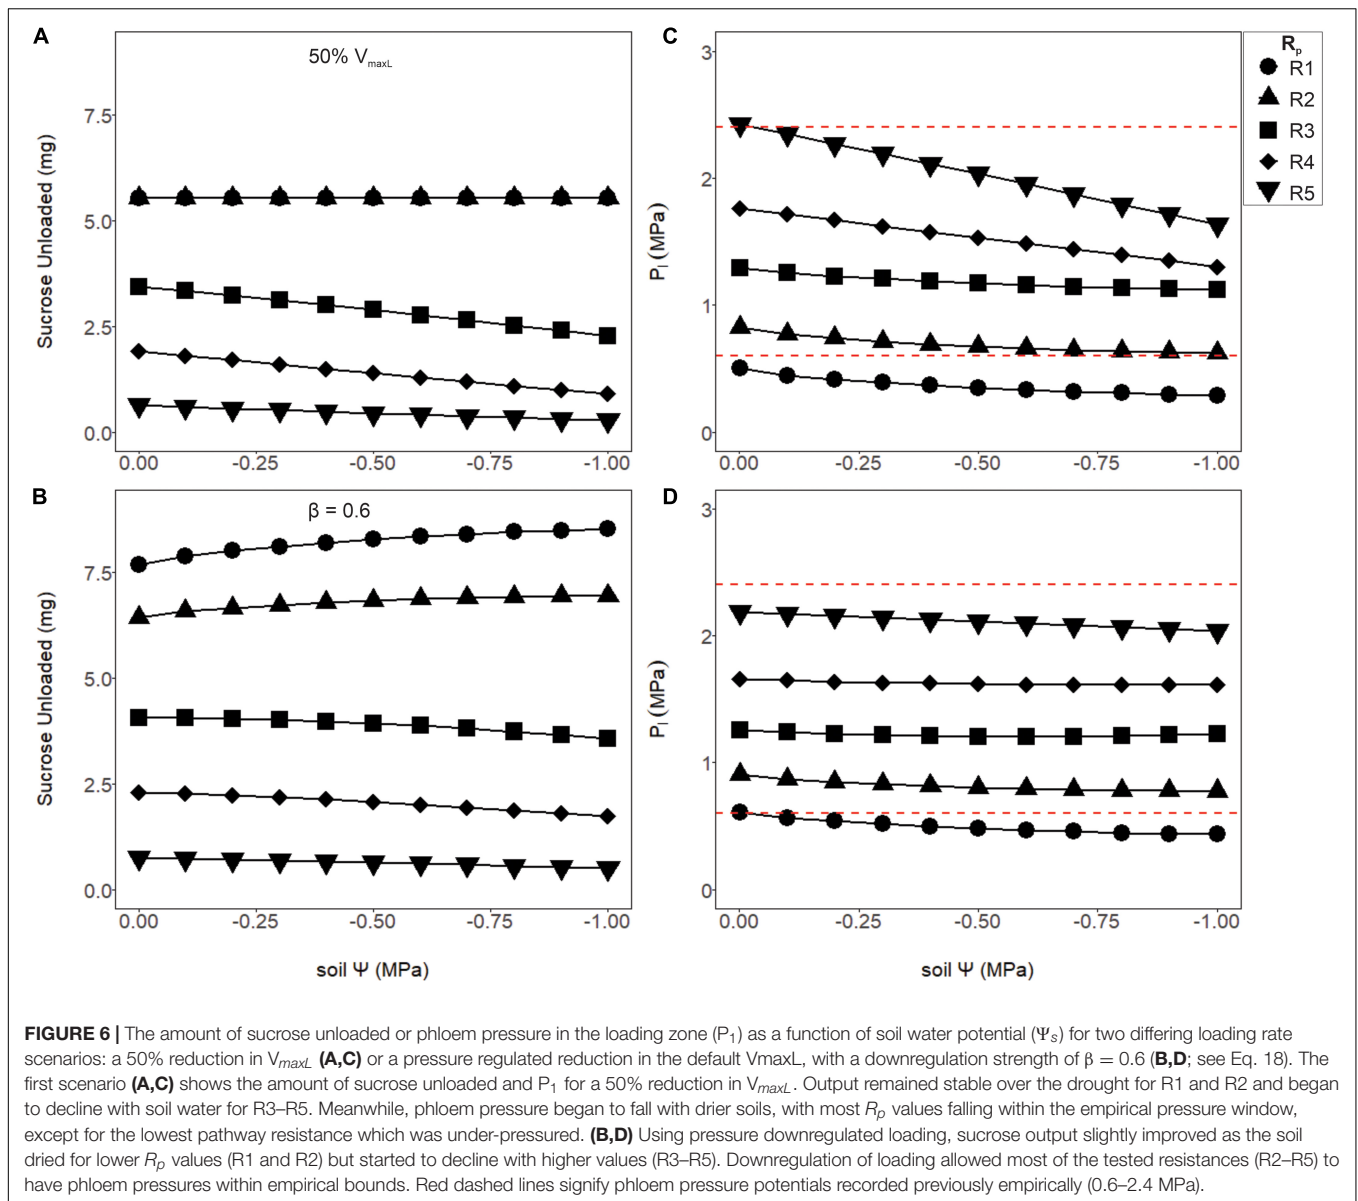 A
50% VmaxL
Sucrose Unloaded (mg)
7.5
5.0
2.5
0.0
0.00 -0.25 -0.50 -0.75 -1.00
C
Pl (MPa)
3
2
1
0
0.00 -0.25 -0.50 -0.75 -1.00
Rp
R1
R2
R3
R4
R5
B
β = 0.6
Sucrose Unloaded (mg)
7.5
5.0
2.5
0.0
0.00 -0.25 -0.50 -0.75 -1.00
soil Ψ (MPa)
D
Pl (MPa)
3
2
1
0
0.00 -0.25 -0.50 -0.75 -1.00
soil Ψ (MPa)
FIGURE 6 | The amount of sucrose unloaded or phloem pressure in the loading zone (P1) as a function of soil water potential (Ψs) for two differing loading rate
scenarios: a 50% reduction in VmaxL (A,C) or a pressure regulated reduction in the default VmaxL, with a downregulation strength of β = 0.6 (B,D; see Eq. 18). The
first scenario (A,C) shows the amount of sucrose unloaded and P1 for a 50% reduction in VmaxL. Output remained stable over the drought for R1 and R2 and began
to decline with soil water for R3–R5. Meanwhile, phloem pressure began to fall with drier soils, with most Rp values falling within the empirical pressure window,
except for the lowest pathway resistance which was under-pressured. (B,D) Using pressure downregulated loading, sucrose output slightly improved as the soil
dried for lower Rp values (R1 and R2) but started to decline with higher values (R3–R5). Downregulation of loading allowed most of the tested resistances (R2–R5) to
have phloem pressures within empirical bounds. Red dashed lines signify phloem pressure potentials recorded previously empirically (0.6–2.4 MPa).